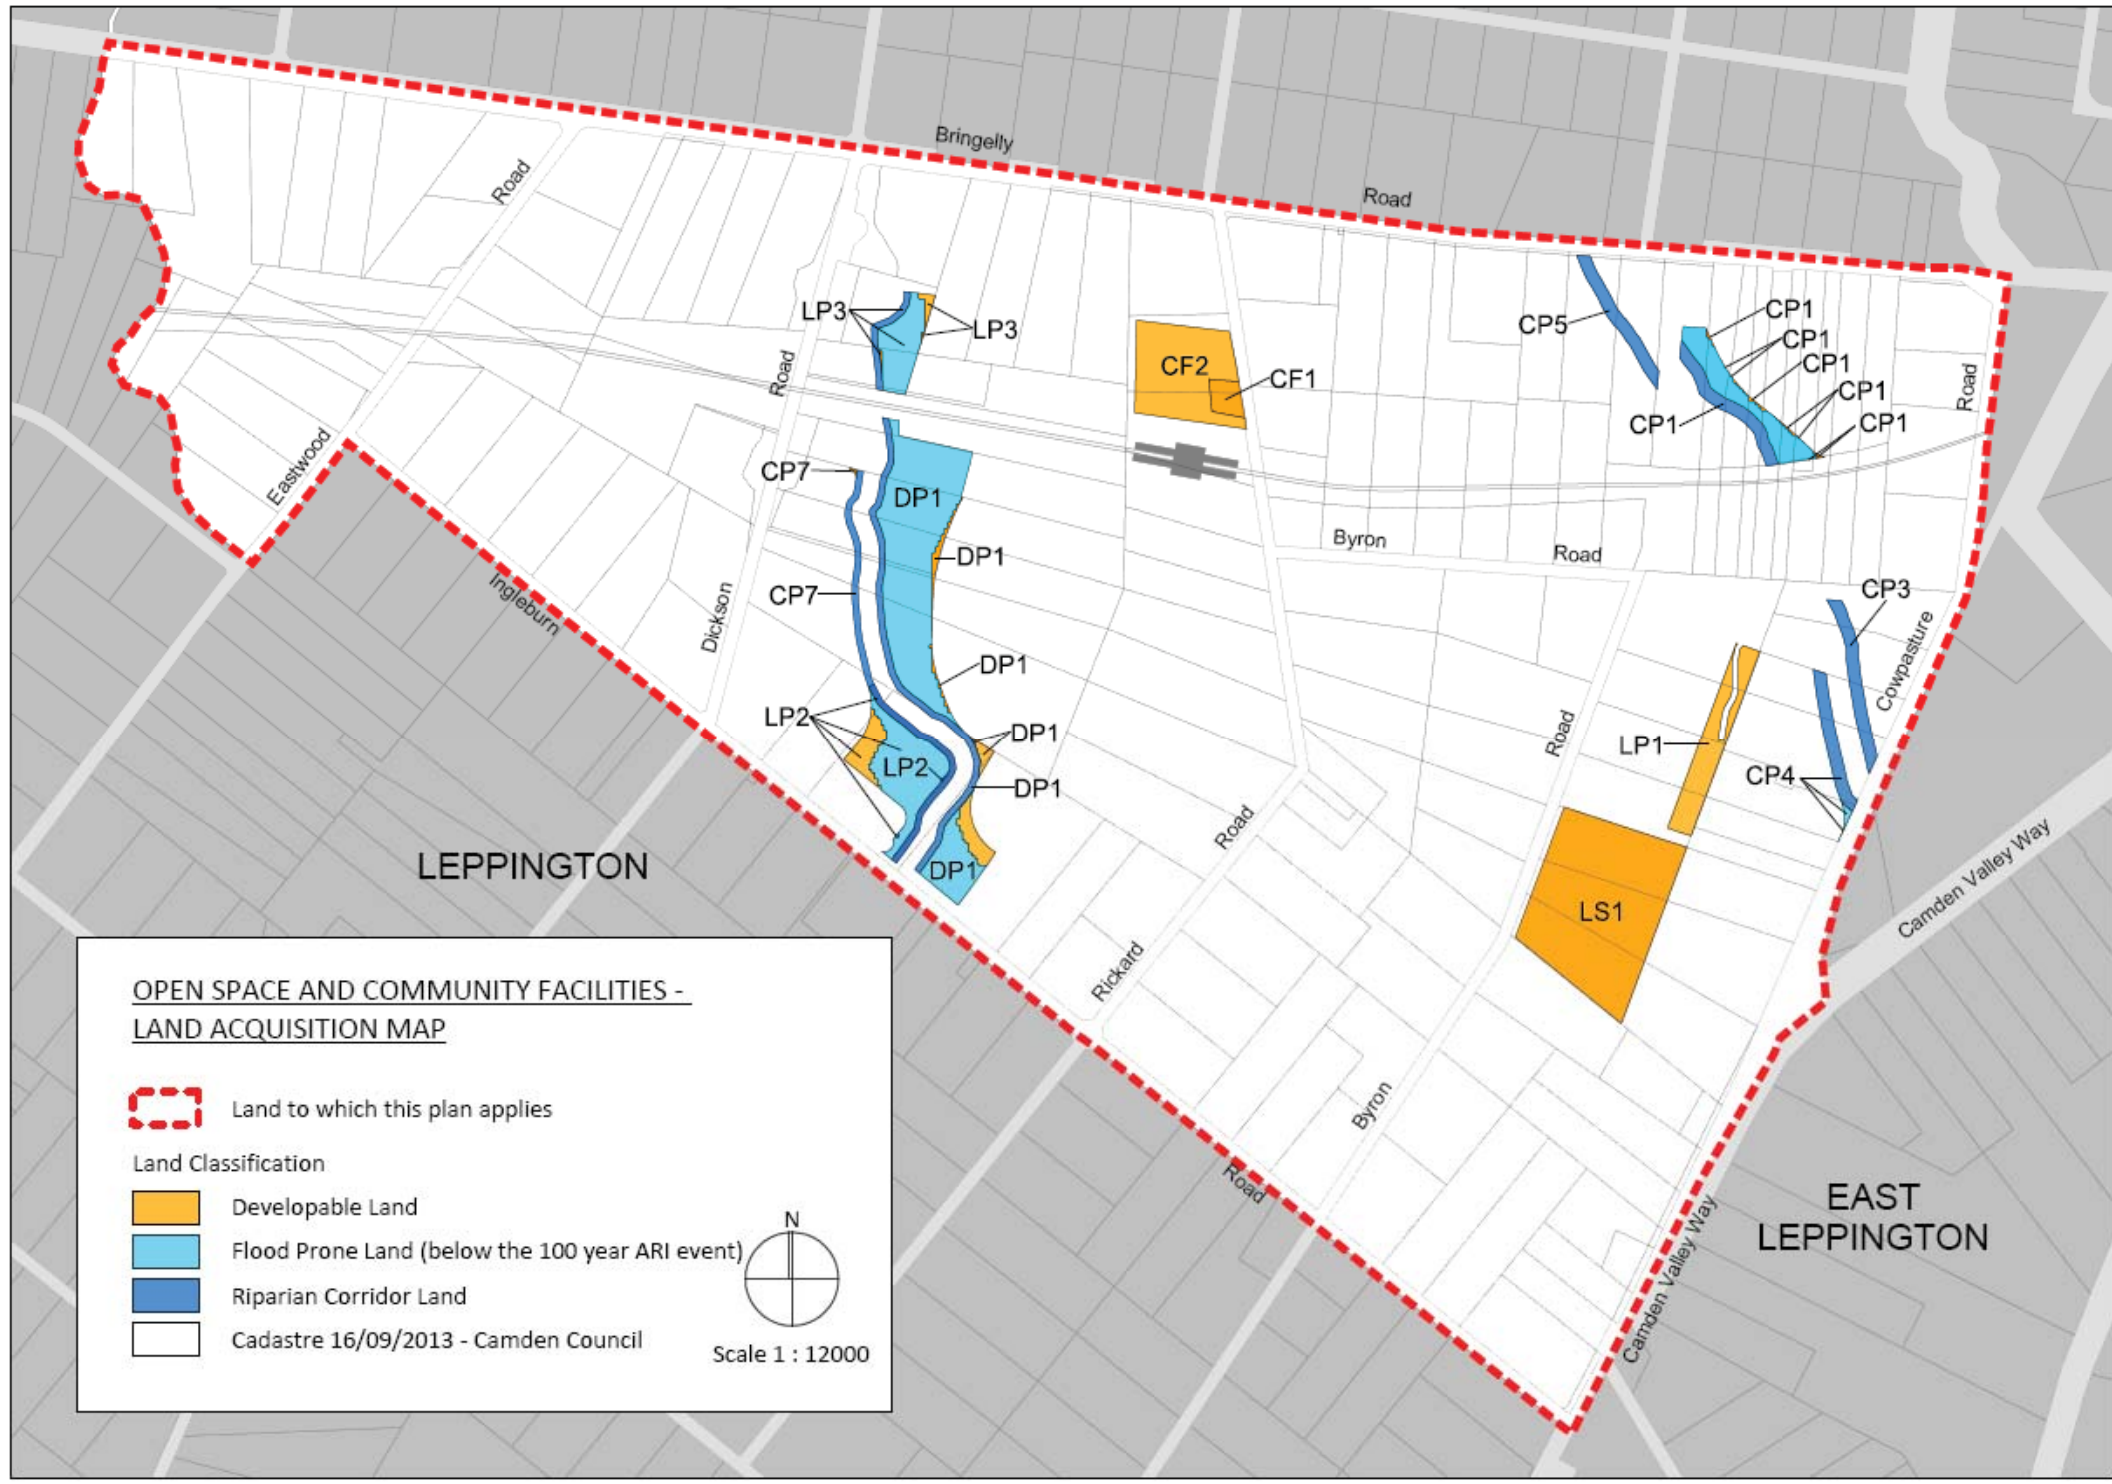 Bringelly
Road
Road
LP3
LP3
CP5
CP1
CP1
CP1
CP1
CP1
CP1
CF2
CF1
Road
Road
Eastwood
CP7
DP1
DP1
Byron
Road
Ingleburn
Dickson
CP7
CP3
Cowpasture
DP1
LP2
LP2
DP1
DP1
DP1
Road
LP1
CP4
Road
LS1
Camden Valley Way
Rickard
Byron
Road
Camden Valley Way
LEPPINGTON
EAST
LEPPINGTON
OPEN SPACE AND COMMUNITY FACILITIES -
LAND ACQUISITION MAP
Land to which this plan applies
Land Classification
Developable Land
Flood Prone Land (below the 100 year ARI event)
Riparian Corridor Land
Cadastre 16/09/2013 - Camden Council
N
Scale 1 : 12000